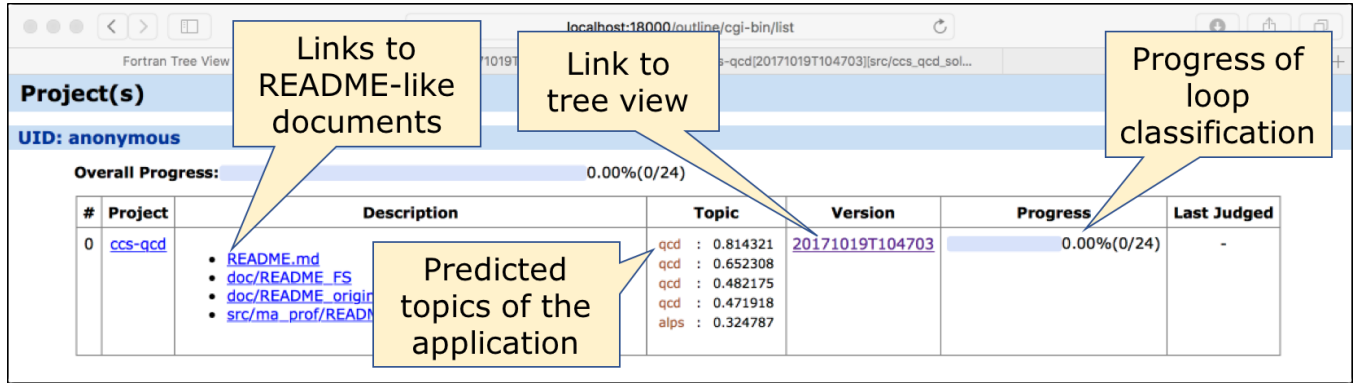 localhost:18000/outline/cgi-bin/list
Fortran Tree View
s-qcd[20171019T104703][src/ccs_qcd_sol...
Links to
README-like
documents
Link to
tree view
Progress of
loop
classification
Project(s)
UID: anonymous
Overall Progress: 0.00%(0/24)
# Project Description Topic Version Progress Last Judged
0 ccs-qcd
README.md
doc/README_FS
doc/README_origin
src/ma_prof/README
qcd : 0.814321
qcd : 0.652308
qcd : 0.482175
qcd : 0.471918
alps : 0.324787
20171019T104703
0.00%(0/24)
-
Predicted
topics of the
application